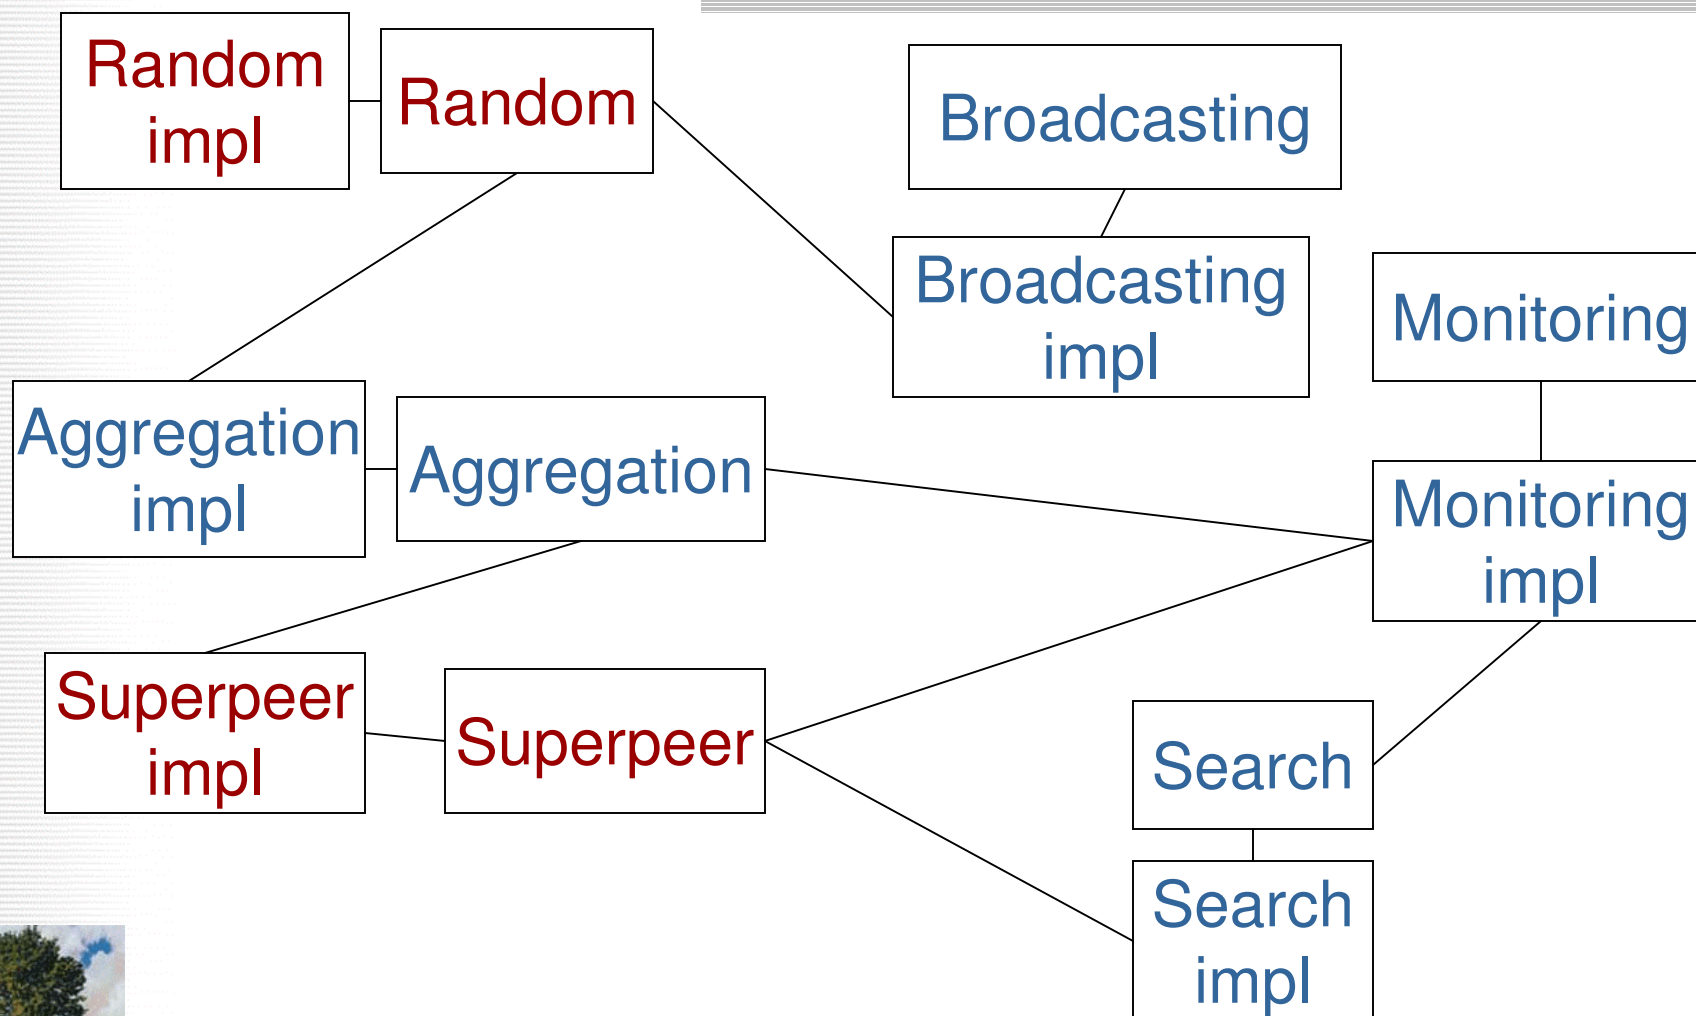 Random
impl
Random
Broadcasting
Broadcasting
impl
Monitoring
Aggregation
impl
Aggregation
Monitoring
impl
Superpeer
impl
Superpeer
Search
Search
impl